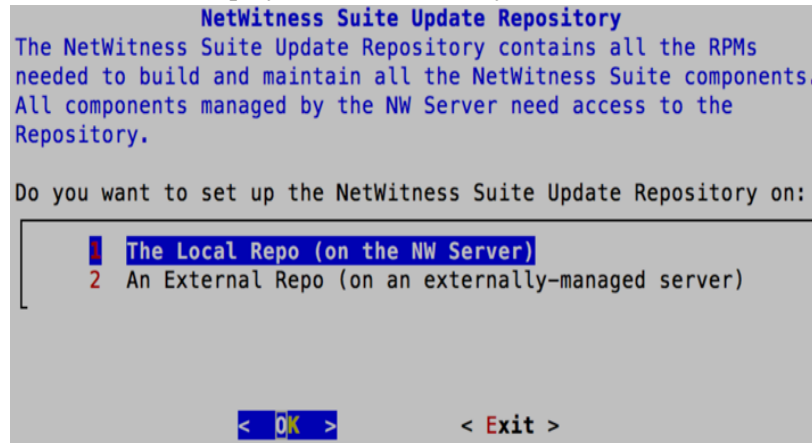 NetWitness Suite Update Repository
The NetWitness Suite Update Repository contains all the RPMs
needed to build and maintain all the NetWitness Suite components.
All components managed by the NW Server need access to the
Repository.
Do you want to set up the NetWitness Suite Update Repository on:
1 The Local Repo (on the NW Server)
2 An External Repo (on an externally-managed server)
< OK > < Exit >